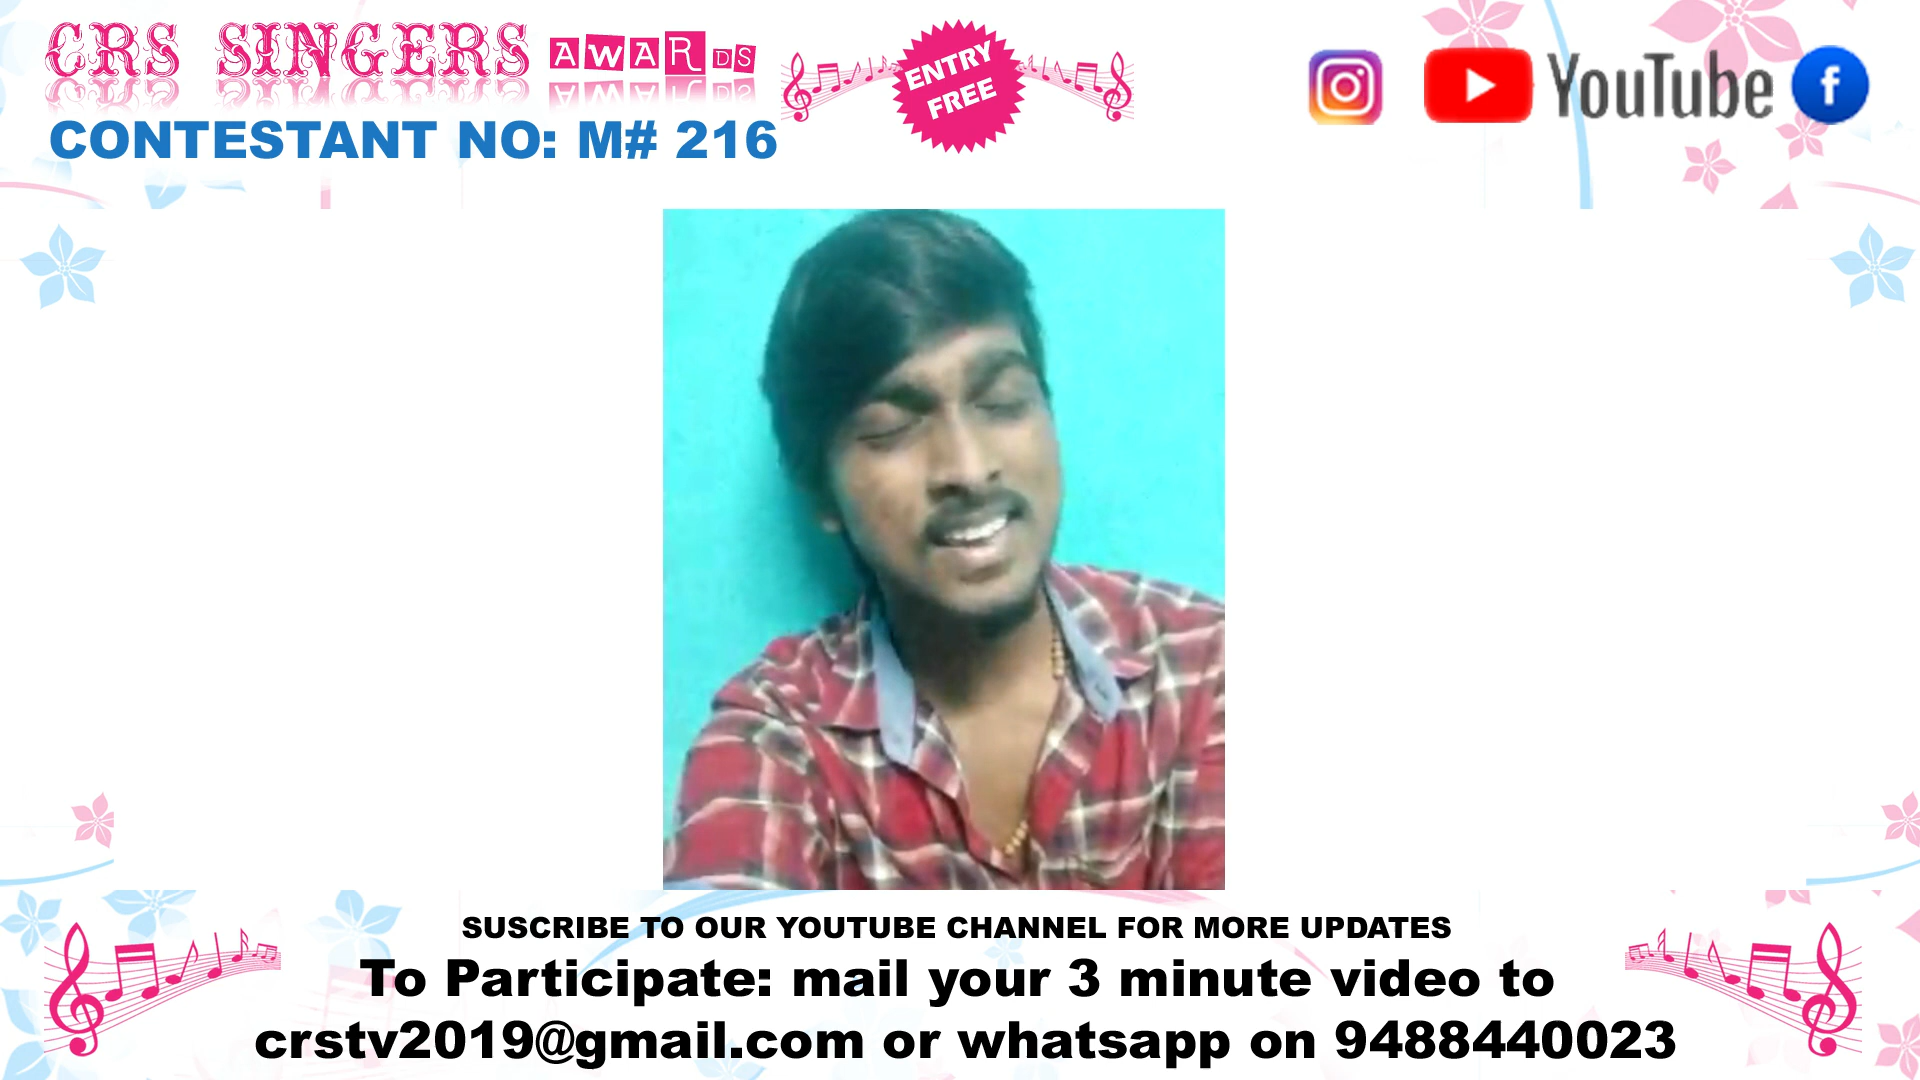 CRS SINGERS AWARDS
ENTRY
FREE
YouTube
CONTESTANT NO: M# 216
SUSCRIBE TO OUR YOUTUBE CHANNEL FOR MORE UPDATES
To Participate: mail your 3 minute video to
crstv2019@gmail.com or whatsapp on 9488440023